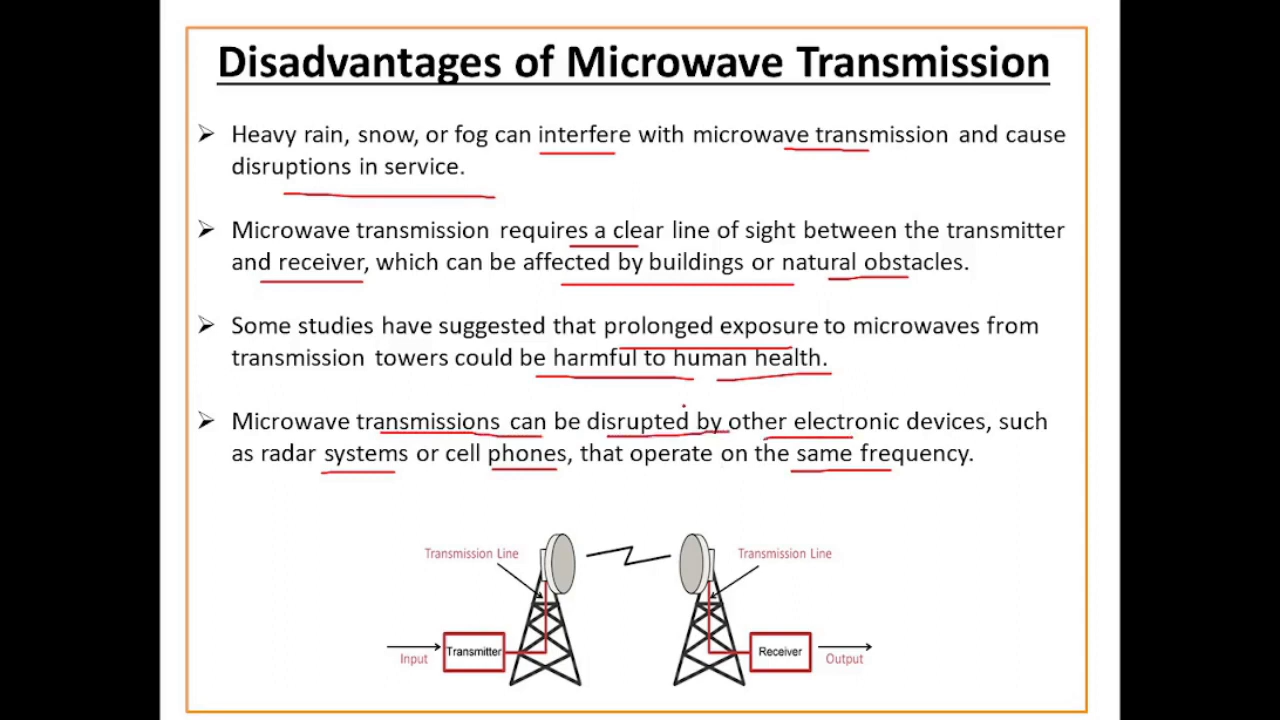 Disadvantages of Microwave Transmission
➢ Heavy rain, snow, or fog can interfere with microwave transmission and cause
disruptions in service.
➢ Microwave transmission requires a clear line of sight between the transmitter
and receiver, which can be affected by buildings or natural obstacles.
➢ Some studies have suggested that prolonged exposure to microwaves from
transmission towers could be harmful to human health.
➢ Microwave transmissions can be disrupted by other electronic devices, such
as radar systems or cell phones, that operate on the same frequency.
Transmission Line
Transmission Line
Input
Transmitter
Receiver
Output